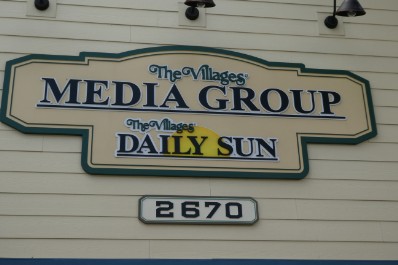 The Villages®
MEDIA GROUP
The Villages®
DAILY SUN
2670